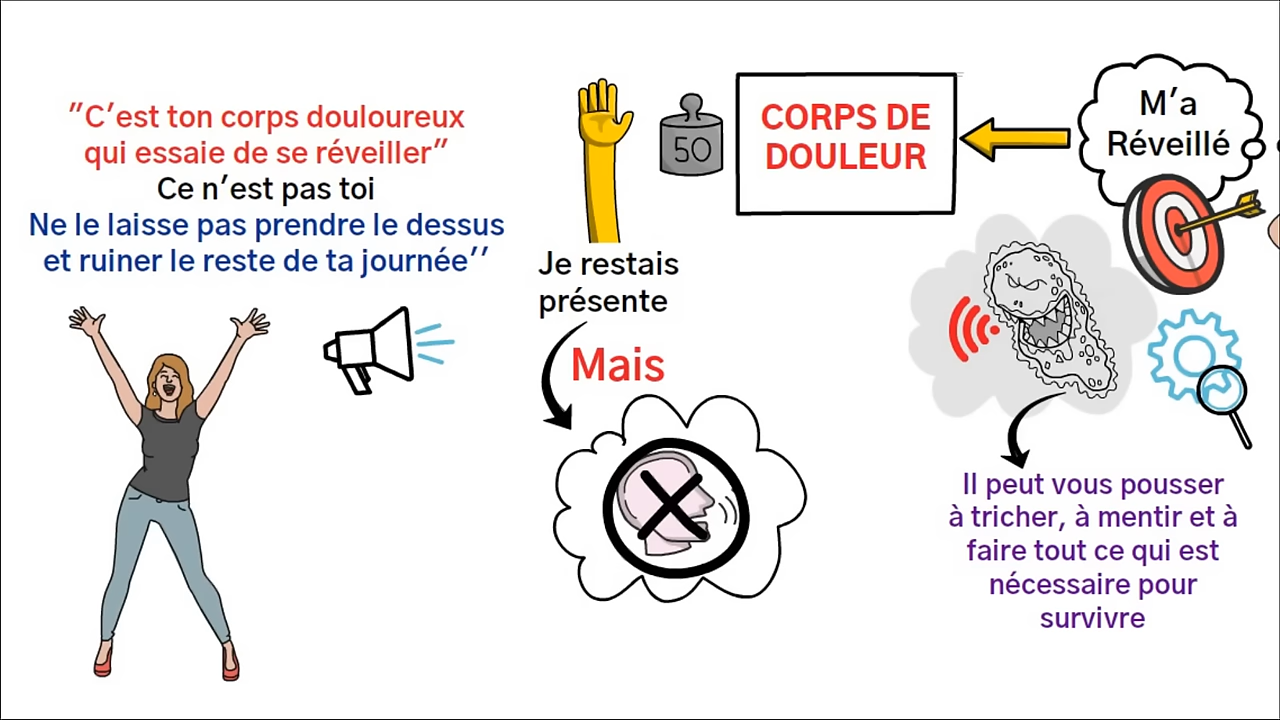 "C'est ton corps douloureux
qui essaie de se réveiller"
Ce n'est pas toi
Ne le laisse pas prendre le dessus
et ruiner le reste de ta journée''
50
CORPS DE
DOULEUR
M'a
Réveillé
Je restais
présente
Mais
Il peut vous pousser
à tricher, à mentir et à
faire tout ce qui est
nécessaire pour
survivre